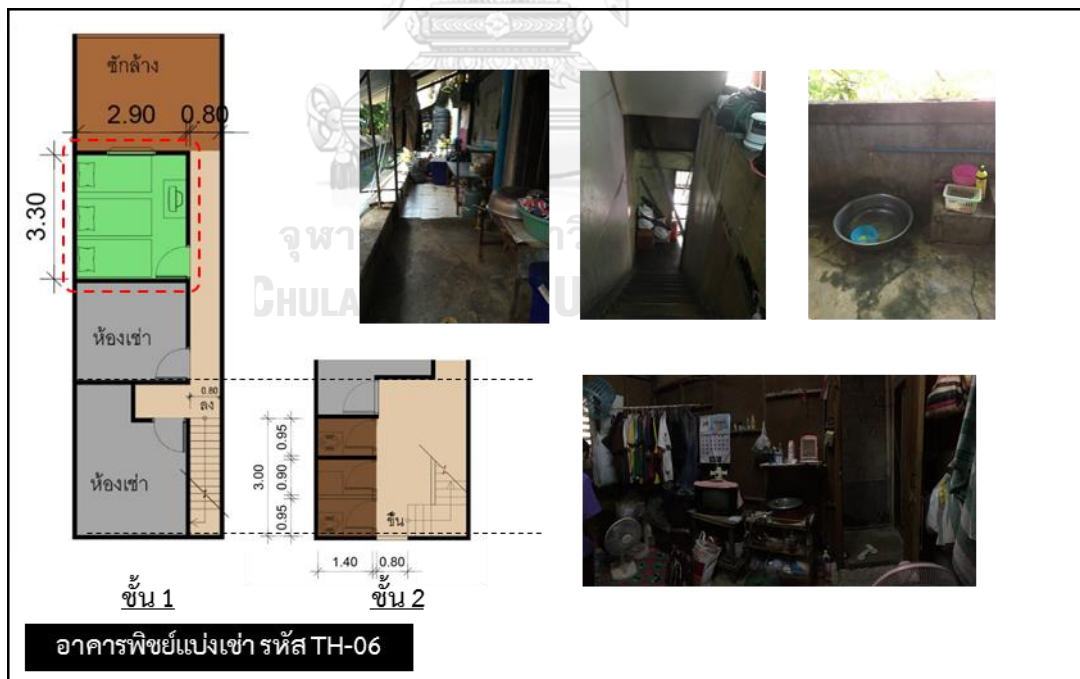 ซักล้าง
2.90 0.80
3.30
ห้องเช่า
0.80
ลง
ห้องเช่า
ชั้น 1
3.00
0.95
0.90
0.95
ขึ้น
1.40 0.80
ชั้น 2
อาคารพิชย์แบ่งเช่า รหัส TH-06